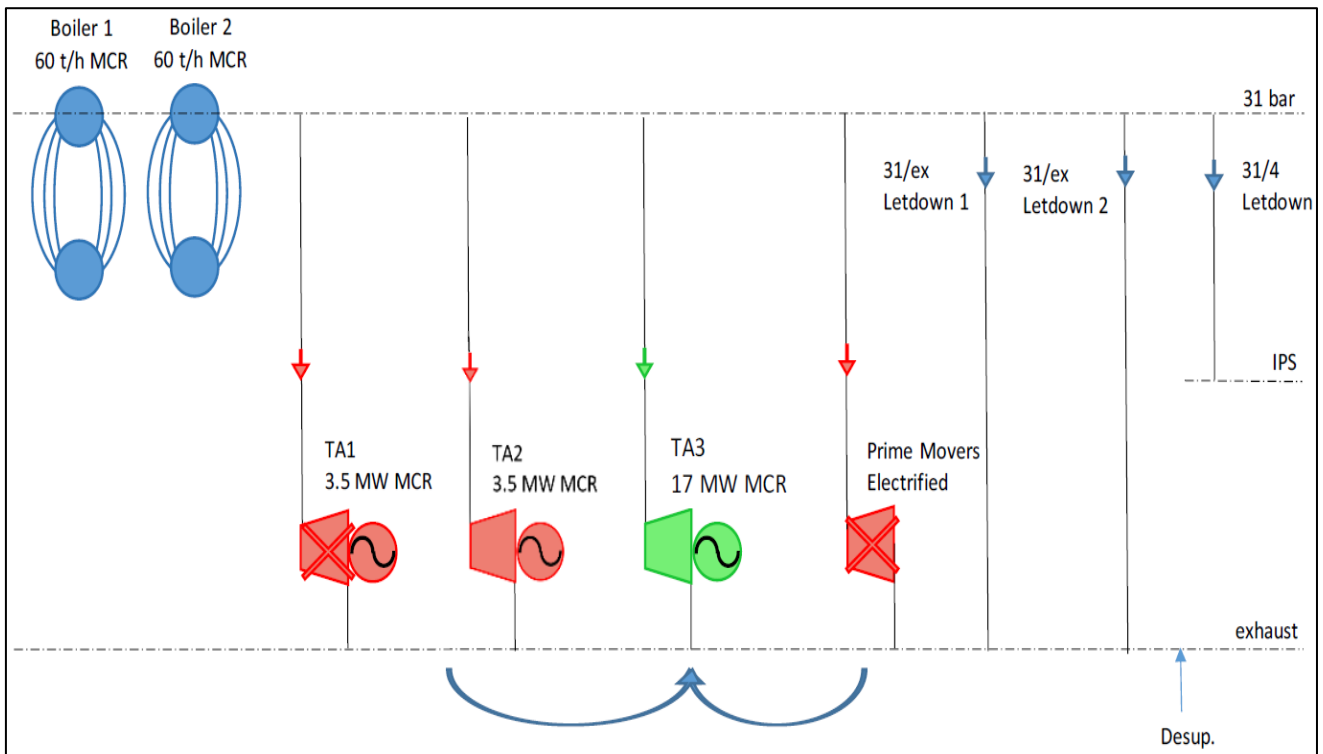 Boiler 1
60 t/h MCR
Boiler 2
60 t/h MCR
31 bar
31/ex
Letdown 1
31/ex
Letdown 2
31/4
Letdown
IPS
TA1
3.5 MW MCR
TA2
3.5 MW MCR
TA3
17 MW MCR
Prime Movers
Electrified
exhaust
Desup.